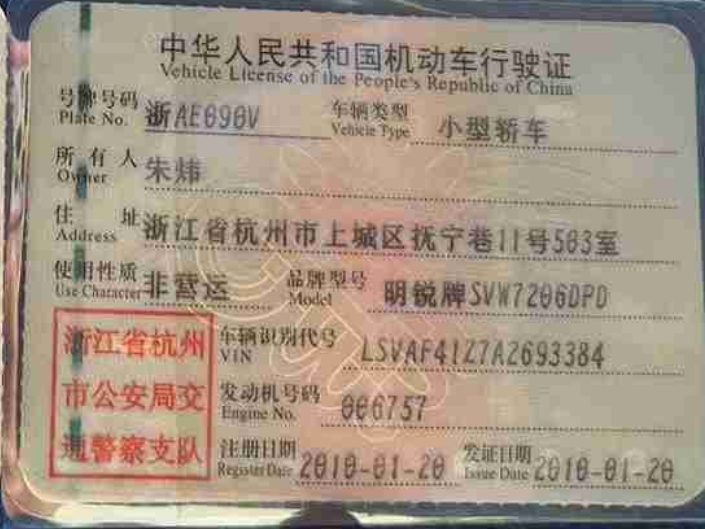 中华人民共和国机动车行驶证
Vehicle License of the People's Republic of China
号牌号码 浙AE090V 车辆类型 小型轿车
Plate No. Vehicle Type
所有人 朱炜
Owner
住址 浙江省杭州市上城区抚宁巷11号503室
Address
使用性质 非营运 品牌型号 明锐牌SVW7206DPD
Use Character Model
浙江省杭州
市公安局交
通警察支队
车辆识别代号 LSVAF41Z7A2693384
VIN
发动机号码 006757
Engine No.
注册日期 2010-01-20 发证日期 2010-01-20
Register Date Issue Date